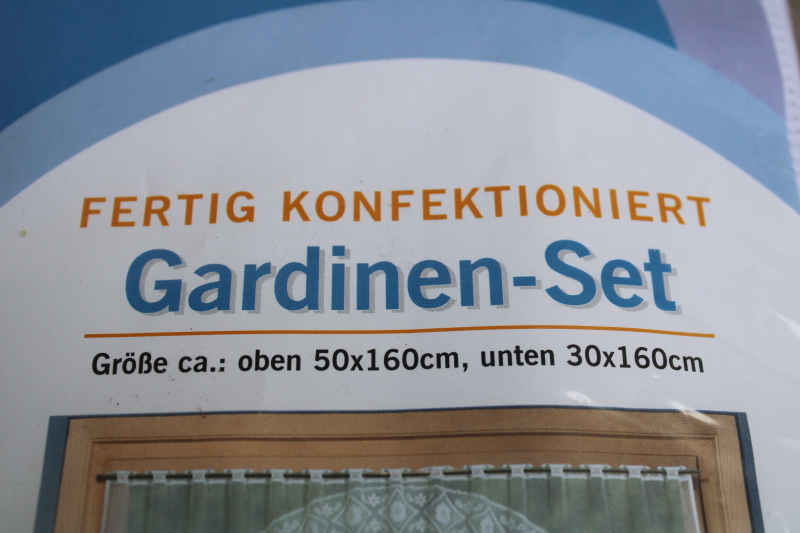 FERTIG KONFEKTIONIERT
Gardinen-Set
Größe ca.: oben 50x160cm, unten 30x160cm